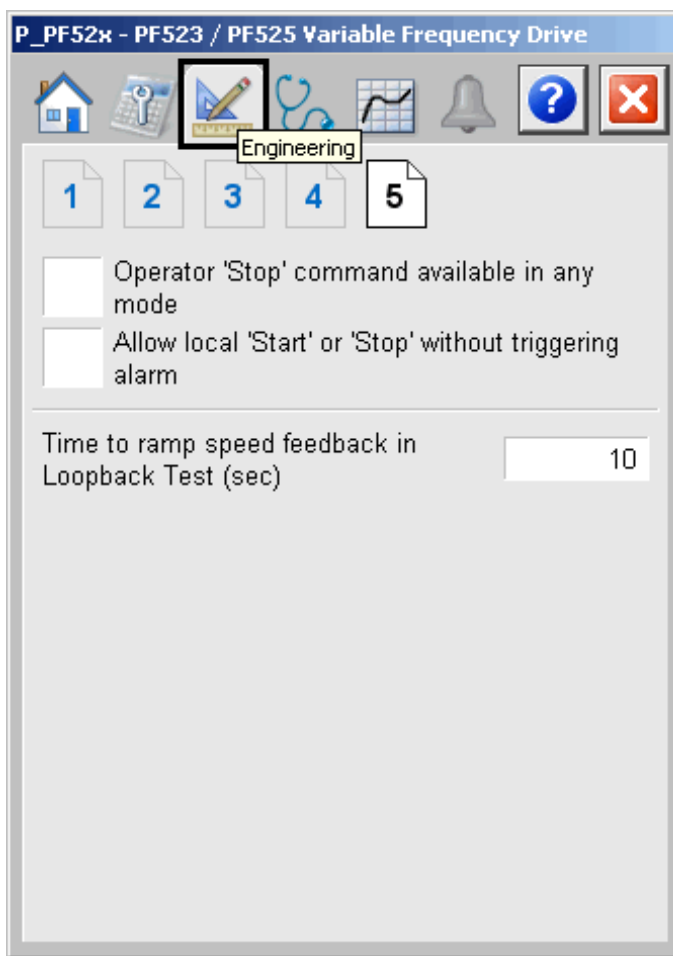 P_PF52x - PF523 / PF525 Variable Frequency Drive
?
Engineering
1 2 3 4 5
Operator 'Stop' command available in any
mode
Allow local 'Start' or 'Stop' without triggering
alarm
Time to ramp speed feedback in
Loopback Test (sec)
10